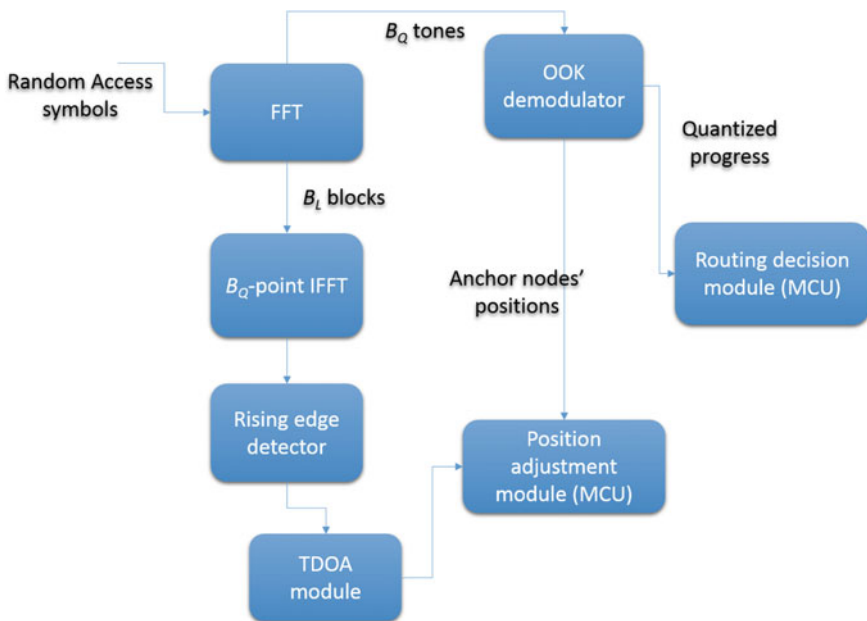 B_Q tones
Random Access
symbols
FFT
OOK
demodulator
Quantized
progress
B_L blocks
B_Q-point IFFT
Anchor nodes’
positions
Routing decision
module (MCU)
Rising edge
detector
Position
adjustment
module (MCU)
TDOA
module